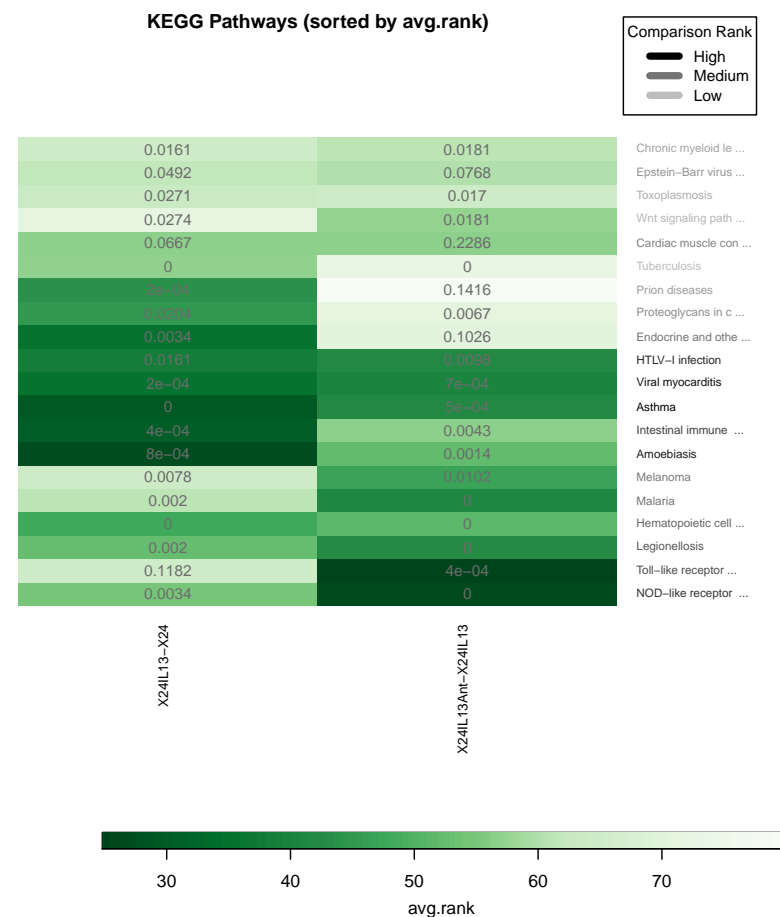 KEGG Pathways (sorted by avg.rank)
Comparison Rank
High
Medium
Low
0.0161 0.0181 Chronic myeloid le ...
0.0492 0.0768 Epstein−Barr virus ...
0.0271 0.017 Toxoplasmosis
0.0274 0.0181 Wnt signaling path ...
0.0667 0.2286 Cardiac muscle con ...
0 0 Tuberculosis
2e−04 0.1416 Prion diseases
0.0204 0.0067 Proteoglycans in c ...
0.0034 0.1026 Endocrine and othe ...
0.0161 0.0098 HTLV−I infection
2e−04 7e−04 Viral myocarditis
0 5e−04 Asthma
4e−04 0.0043 Intestinal immune ...
8e−04 0.0014 Amoebiasis
0.0078 0.0102 Melanoma
0.002 0 Malaria
0 0 Hematopoietic cell ...
0.002 0 Legionellosis
0.1182 4e−04 Toll−like receptor ...
0.0034 0 NOD−like receptor ...
X24IL13−X24
X24IL13Ant−X24IL13
30 40 50 60 70
avg.rank